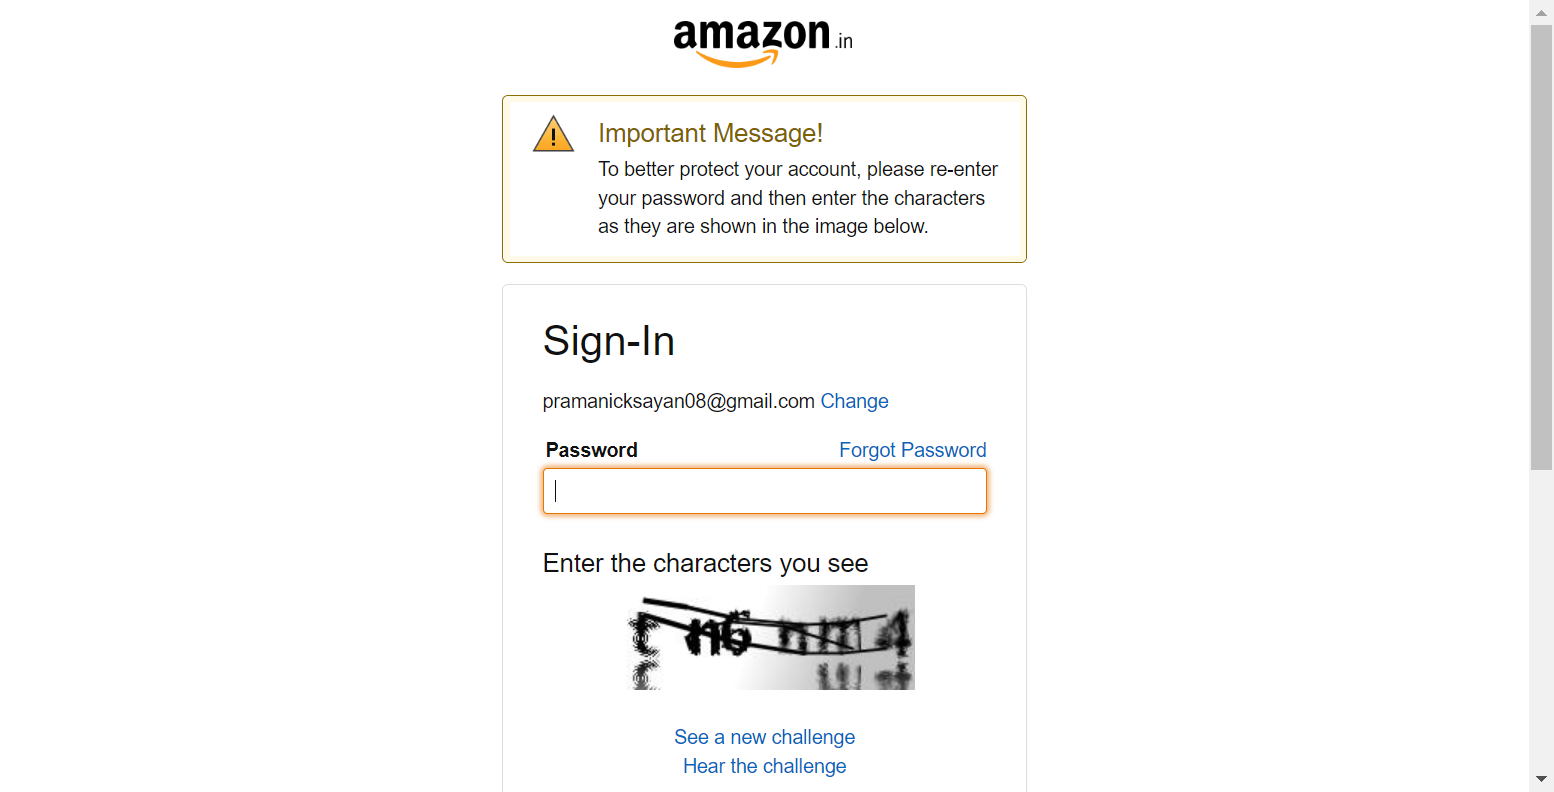 amazon.in
Important Message!
To better protect your account, please re-enter
your password and then enter the characters
as they are shown in the image below.
Sign-In
pramanicksayan08@gmail.com Change
Password Forgot Password
Enter the characters you see
See a new challenge
Hear the challenge